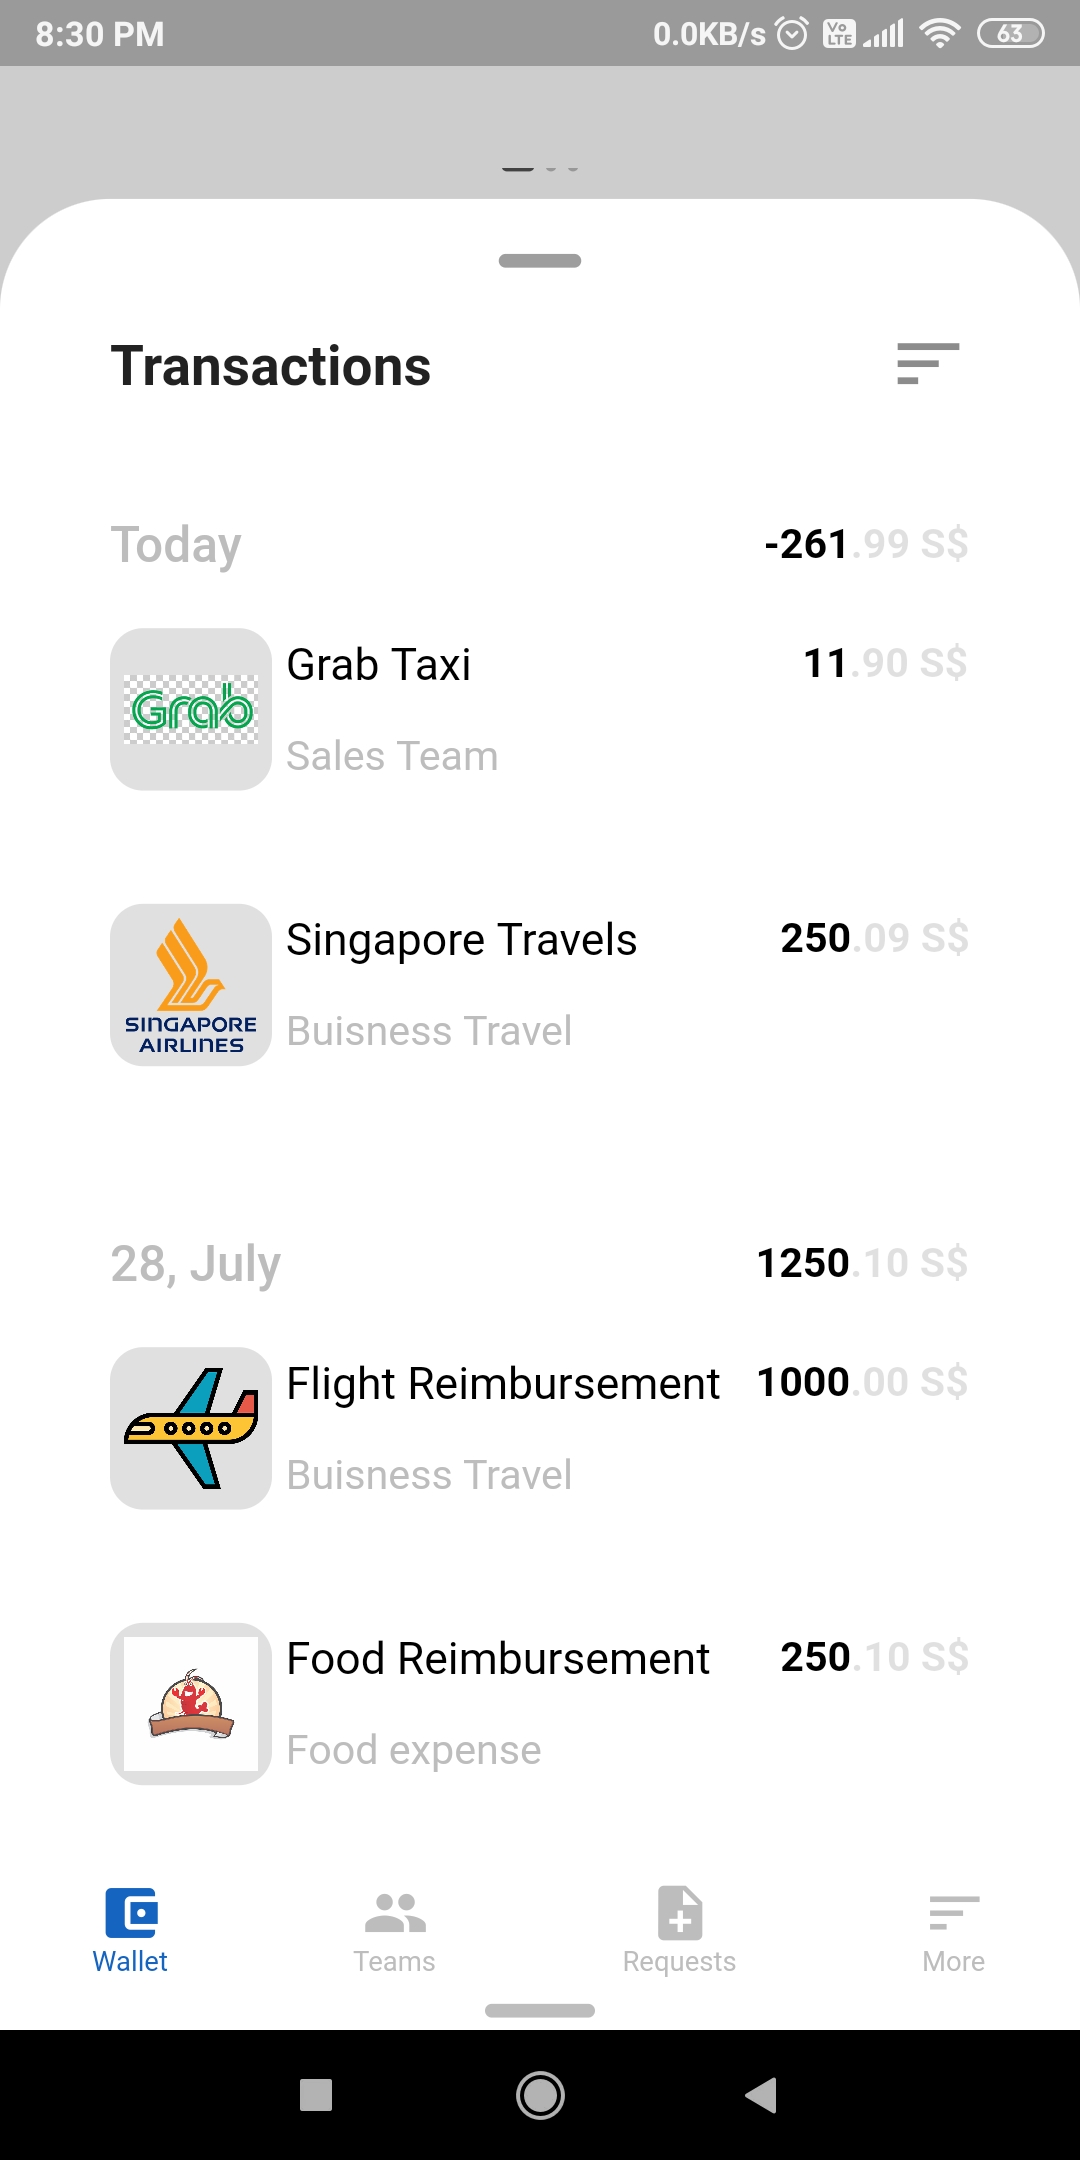 8:30 PM 0.0KB/s Vo LTE 63
Transactions
Today -261.99 S$
Grab Taxi 11.90 S$
Grab
Sales Team
Singapore Travels 250.09 S$
SINGAPORE
AIRLINES
Buisness Travel
28, July 1250.10 S$
Flight Reimbursement 1000.00 S$
Buisness Travel
Food Reimbursement 250.10 S$
Food expense
Wallet Teams Requests More